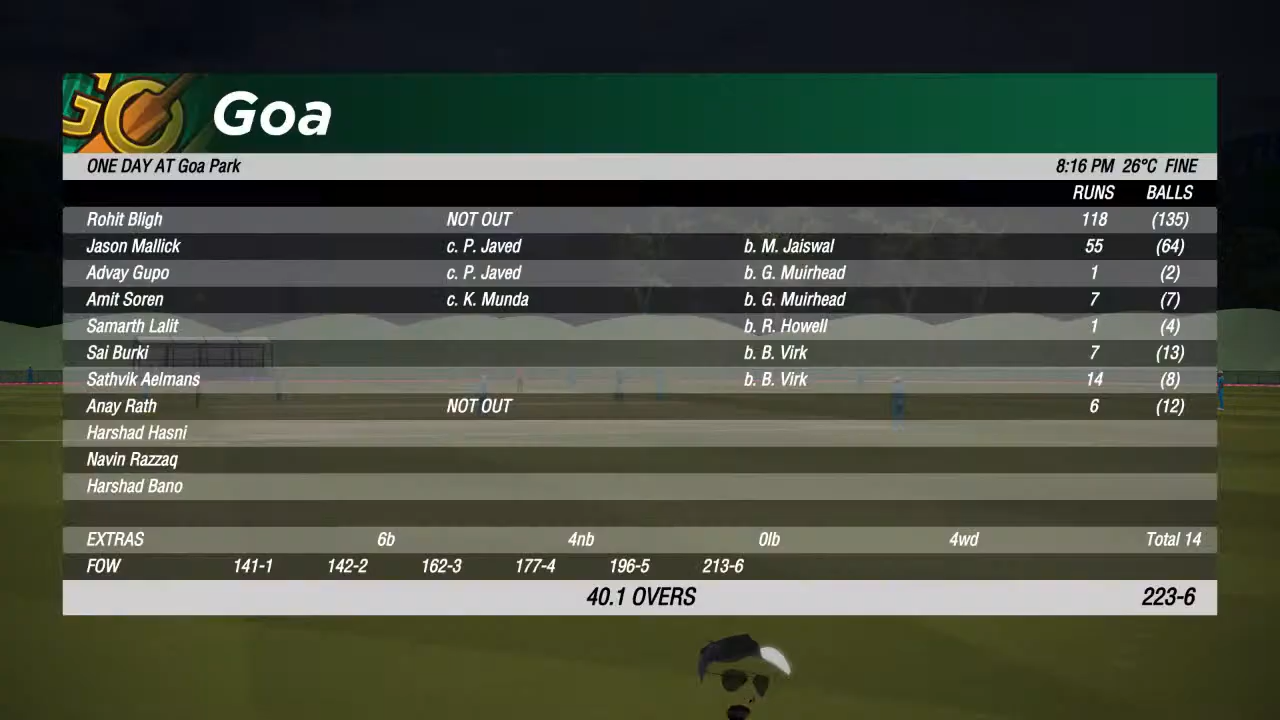 GO Goa
ONE DAY AT Goa Park 8:16 PM 26°C FINE
RUNS BALLS
Rohit Bligh NOT OUT 118 (135)
Jason Mallick c. P. Javed b. M. Jaiswal 55 (64)
Advay Gupo c. P. Javed b. G. Muirhead 1 (2)
Amit Soren c. K. Munda b. G. Muirhead 7 (7)
Samarth Lalit b. R. Howell 1 (4)
Sai Burki b. B. Virk 7 (13)
Sathvik Aelmans b. B. Virk 14 (8)
Anay Rath NOT OUT 6 (12)
Harshad Hasni
Navin Razzaq
Harshad Bano
EXTRAS 6b 4nb 0lb 4wd Total 14
FOW 141-1 142-2 162-3 177-4 196-5 213-6
40.1 OVERS 223-6